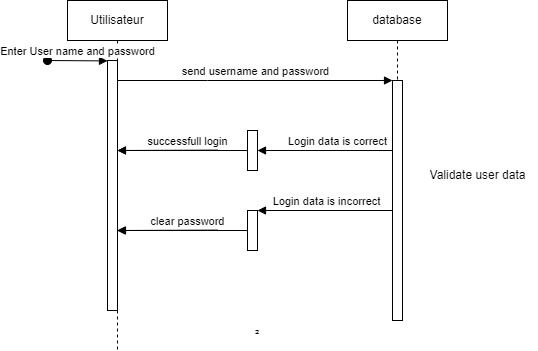 Utilisateur
database
Enter User name and password
send username and password
successfull login
Login data is correct
Validate user data
Login data is incorrect
clear password
2